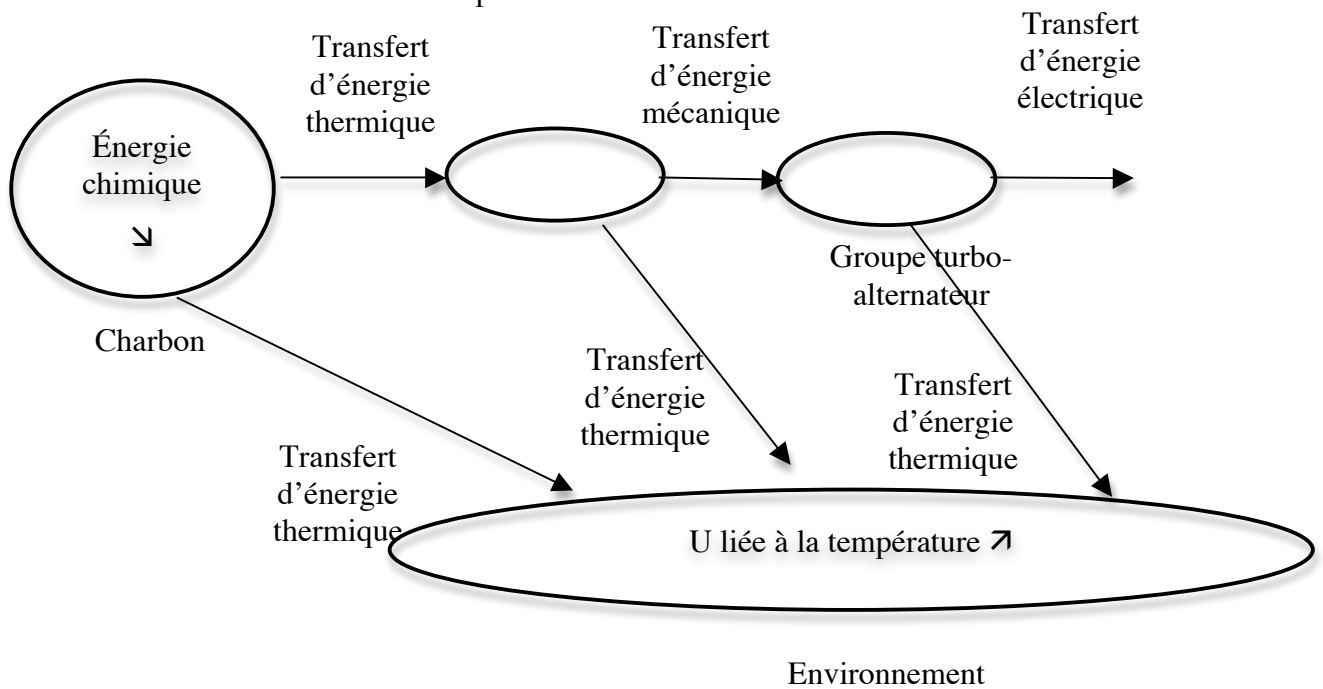 Transfert
d’énergie
thermique
Transfert
d’énergie
mécanique
Transfert
d’énergie
électrique
Énergie
chimique
↘
Charbon
Groupe turbo-
alternateur
Transfert
d’énergie
thermique
Transfert
d’énergie
thermique
Transfert
d’énergie
thermique
U liée à la température ↗
Environnement